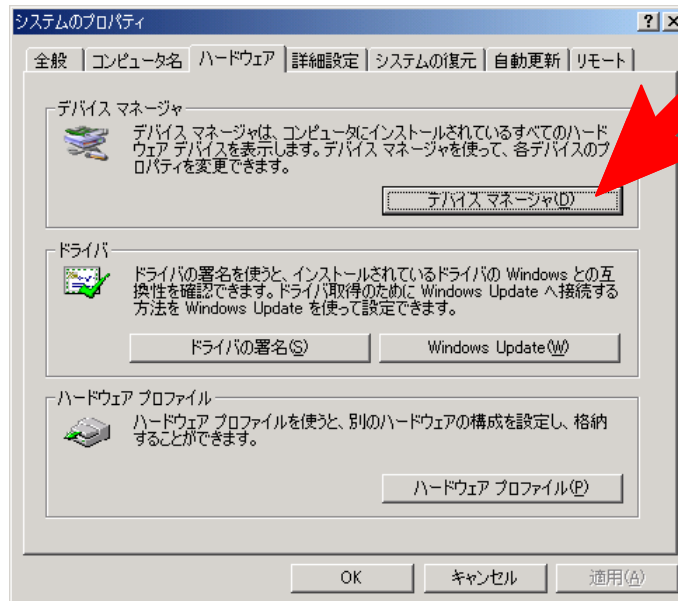 システムのプロパティ
全般 コンピュータ名 ハードウェア 詳細設定 システムの復元 自動更新 リモート
デバイス マネージャ
デバイス マネージャは、コンピュータにインストールされているすべてのハード
ウェア デバイスを表示します。デバイス マネージャを使って、各デバイスのプ
ロパティを変更できます。
デバイス マネージャ(D)
ドライバ
ドライバの署名を使うと、インストールされているドライバの Windows との互
換性を確認できます。ドライバ取得のために Windows Update へ接続する
方法を Windows Update を使って設定できます。
ドライバの署名(S) Windows Update(W)
ハードウェア プロファイル
ハードウェア プロファイルを使うと、別のハードウェアの構成を設定し、格納
することができます。
ハードウェア プロファイル(P)
OK キャンセル 適用(A)